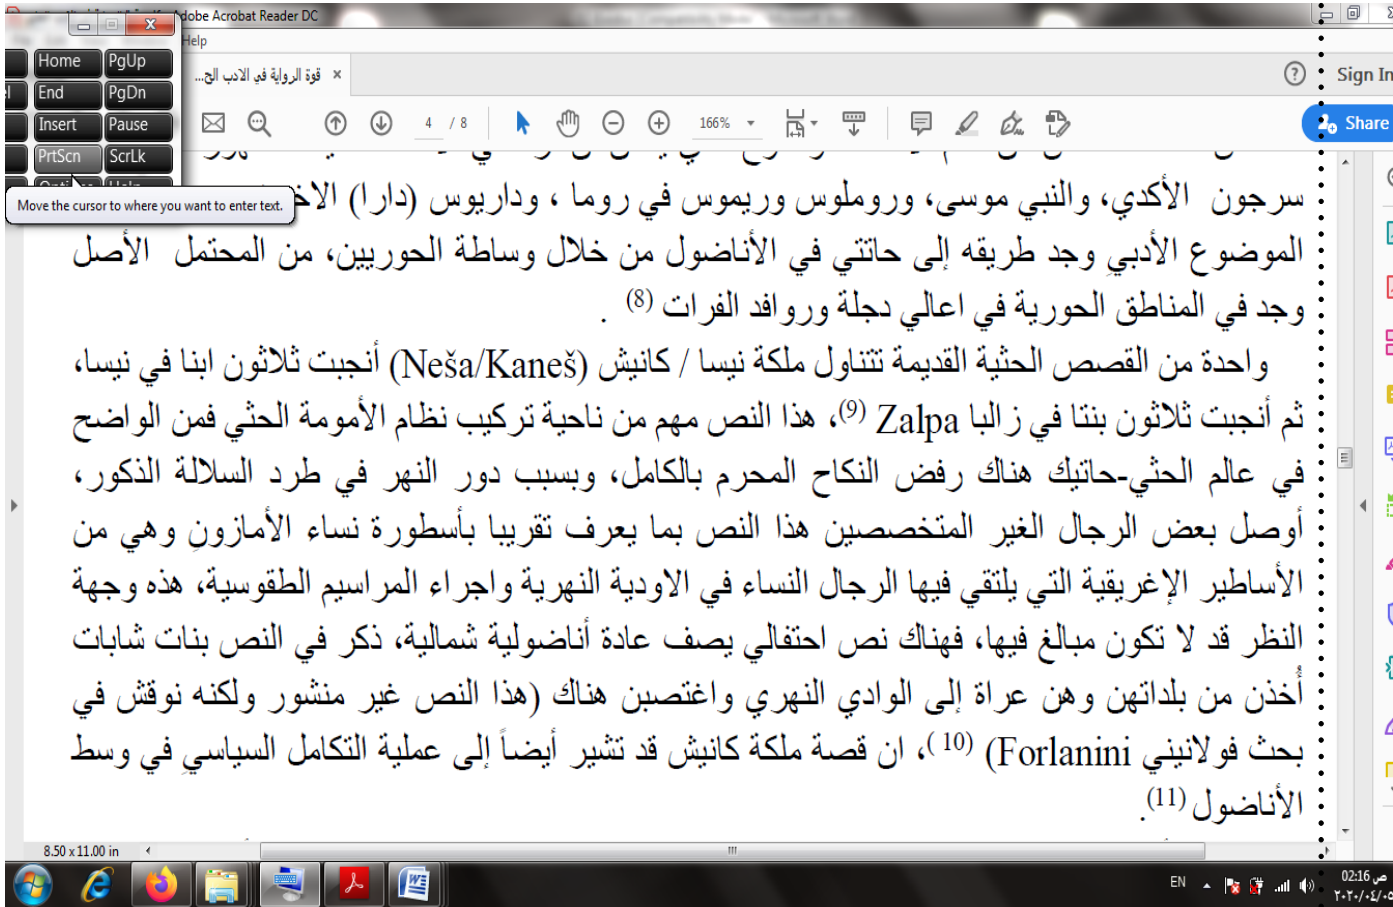 Adobe Acrobat Reader DC
Help
Home PgUp
End PgDn
Insert Pause
PrtScn ScrLk
Move the cursor to where you want to enter text.
قوة الرواية في الادب الح...
Sign In
4 / 8
166%
Share
سرجون الأكدي، والنبي موسى، وروملوس وريموس في روما ، وداريوس (دارا)
الموضوع الأدبي وجد طريقه إلى حاتتي في الأناضول من خلال وساطة الحوريين، من المحتمل الأصل
وجد في المناطق الحورية في اعالي دجلة وروافد الفرات (8) .
واحدة من القصص الحثية القديمة تتناول ملكة نيسا / كانيش (Neša/Kaneš) أنجبت ثلاثون ابنا في نيسا،
ثم أنجبت ثلاثون بنتا في زالبا Zalpa (9)، هذا النص مهم من ناحية تركيب نظام الأمومة الحثي فمن الواضح
في عالم الحثي-حاتيك هناك رفض النكاح المحرم بالكامل، وبسبب دور النهر في طرد السلالة الذكور،
أوصل بعض الرجال الغير المتخصصين هذا النص بما يعرف تقريبا بأسطورة نساء الأمازون وهي من
الأساطير الإغريقية التي يلتقي فيها الرجال النساء في الاودية النهرية واجراء المراسيم الطقوسية، هذه وجهة
النظر قد لا تكون مبالغ فيها، فهناك نص احتفالي يصف عادة أناضولية شمالية، ذكر في النص بنات شابات
أُخذن من بلداتهن وهن عراة إلى الوادي النهري واغتصبن هناك (هذا النص غير منشور ولكنه نوقش في
بحث فولانيني Forlanini) (10)، ان قصة ملكة كانيش قد تشير أيضاً إلى عملية التكامل السياسي في وسط
الأناضول (11).
8.50 x 11.00 in
EN
02:16 ص